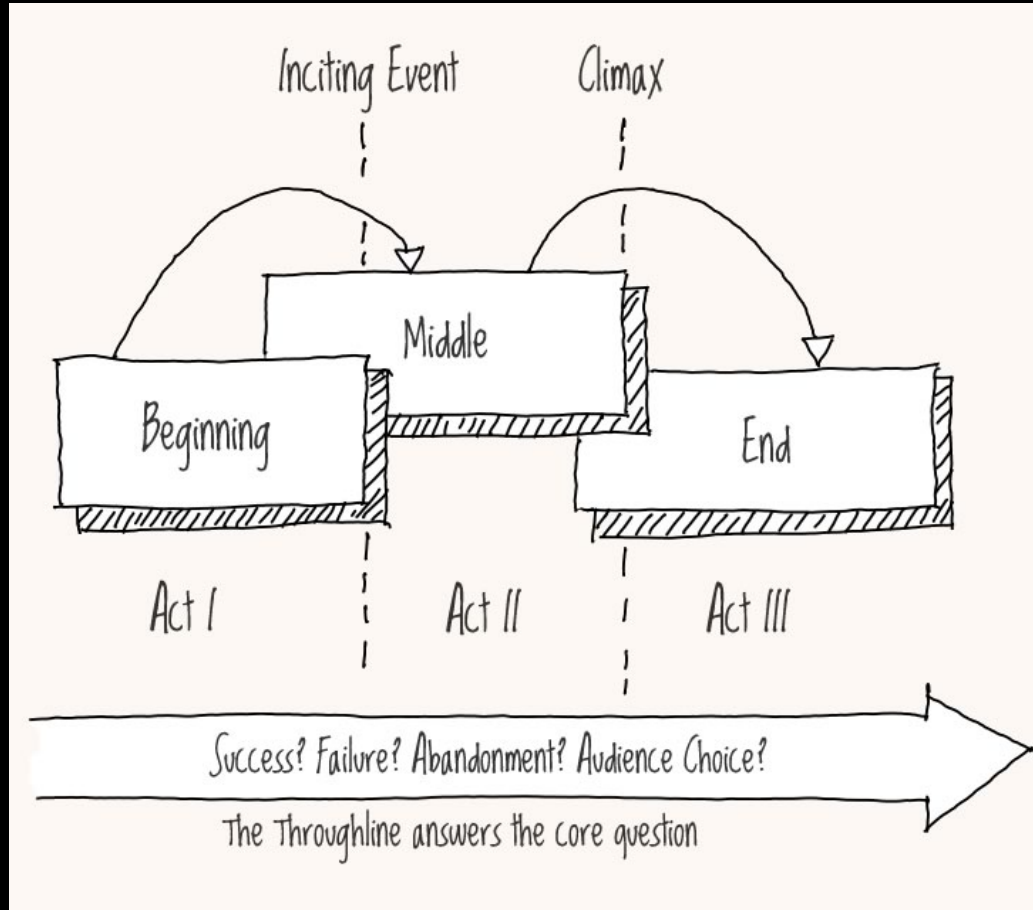 Inciting Event
Climax
Middle
Beginning
End
Act I
Act II
Act III
Success? Failure? Abandonment? Audience Choice?
The Throughline answers the core question